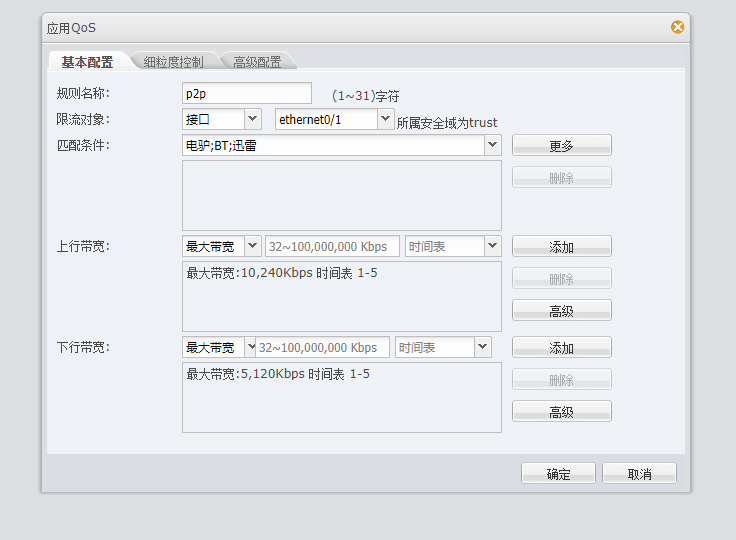 应用QoS
基本配置 细粒度控制 高级配置
规则名称: p2p (1~31)字符
限流对象: 接口 ethernet0/1 所属安全域为trust
匹配条件: 电驴;BT;迅雷 更多
删除
上行带宽: 最大带宽 32~100,000,000 Kbps 时间表 添加
最大带宽:10,240Kbps 时间表 1-5 删除
高级
下行带宽: 最大带宽 32~100,000,000 Kbps 时间表 添加
最大带宽:5,120Kbps 时间表 1-5 删除
高级
确定 取消